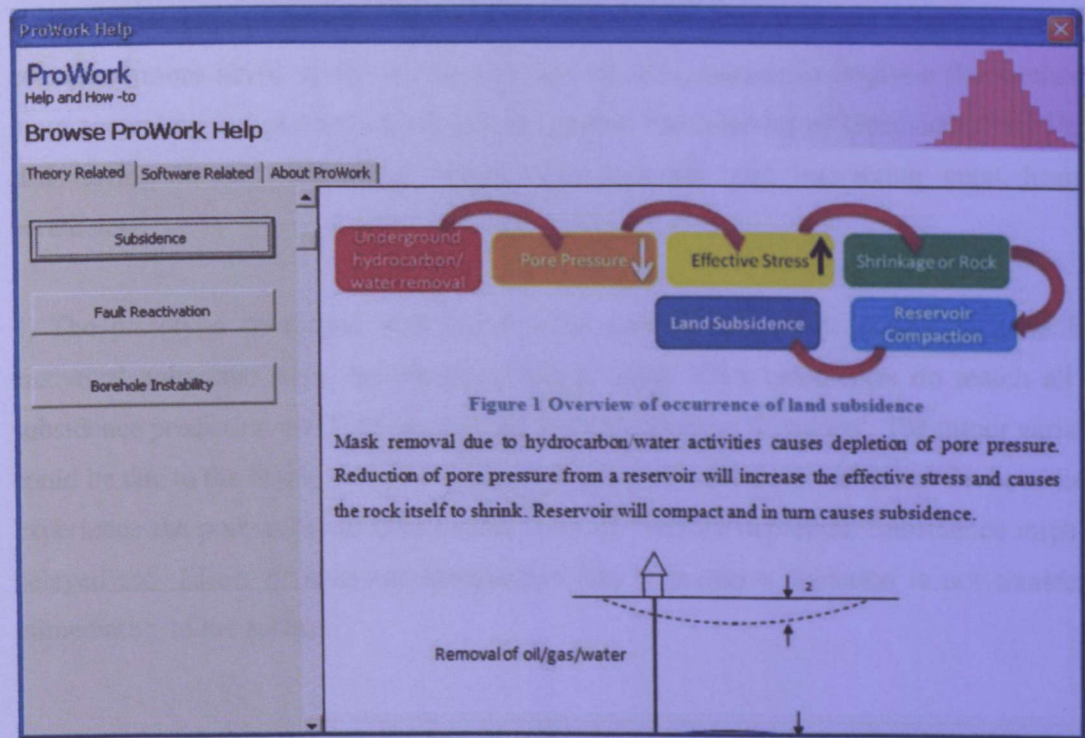 ProWork Help
ProWork
Help and How -to
Browse ProWork Help
Theory Related
Software Related
About ProWork
Subsidence
Fault Reactivation
Borehole Instability
Underground
hydrocarbon/
water removal
Pore Pressure
Effective Stress
Shrinkage or Rock
Reservoir
Compaction
Land Subsidence
Figure 1 Overview of occurrence of land subsidence
Mask removal due to hydrocarbon/water activities causes depletion of pore pressure.
Reduction of pore pressure from a reservoir will increase the effective stress and causes
the rock itself to shrink. Reservoir will compact and in turn causes subsidence.
2
Removal of oil/gas/water